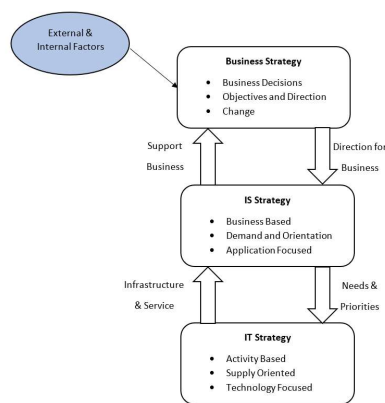 External &
Internal Factors
Business Strategy
• Business Decisions
• Objectives and Direction
• Change
Support
Business
Direction for
Business
IS Strategy
• Business Based
• Demand and Orientation
• Application Focused
Infrastructure
& Service
Needs &
Priorities
IT Strategy
• Activity Based
• Supply Oriented
• Technology Focused